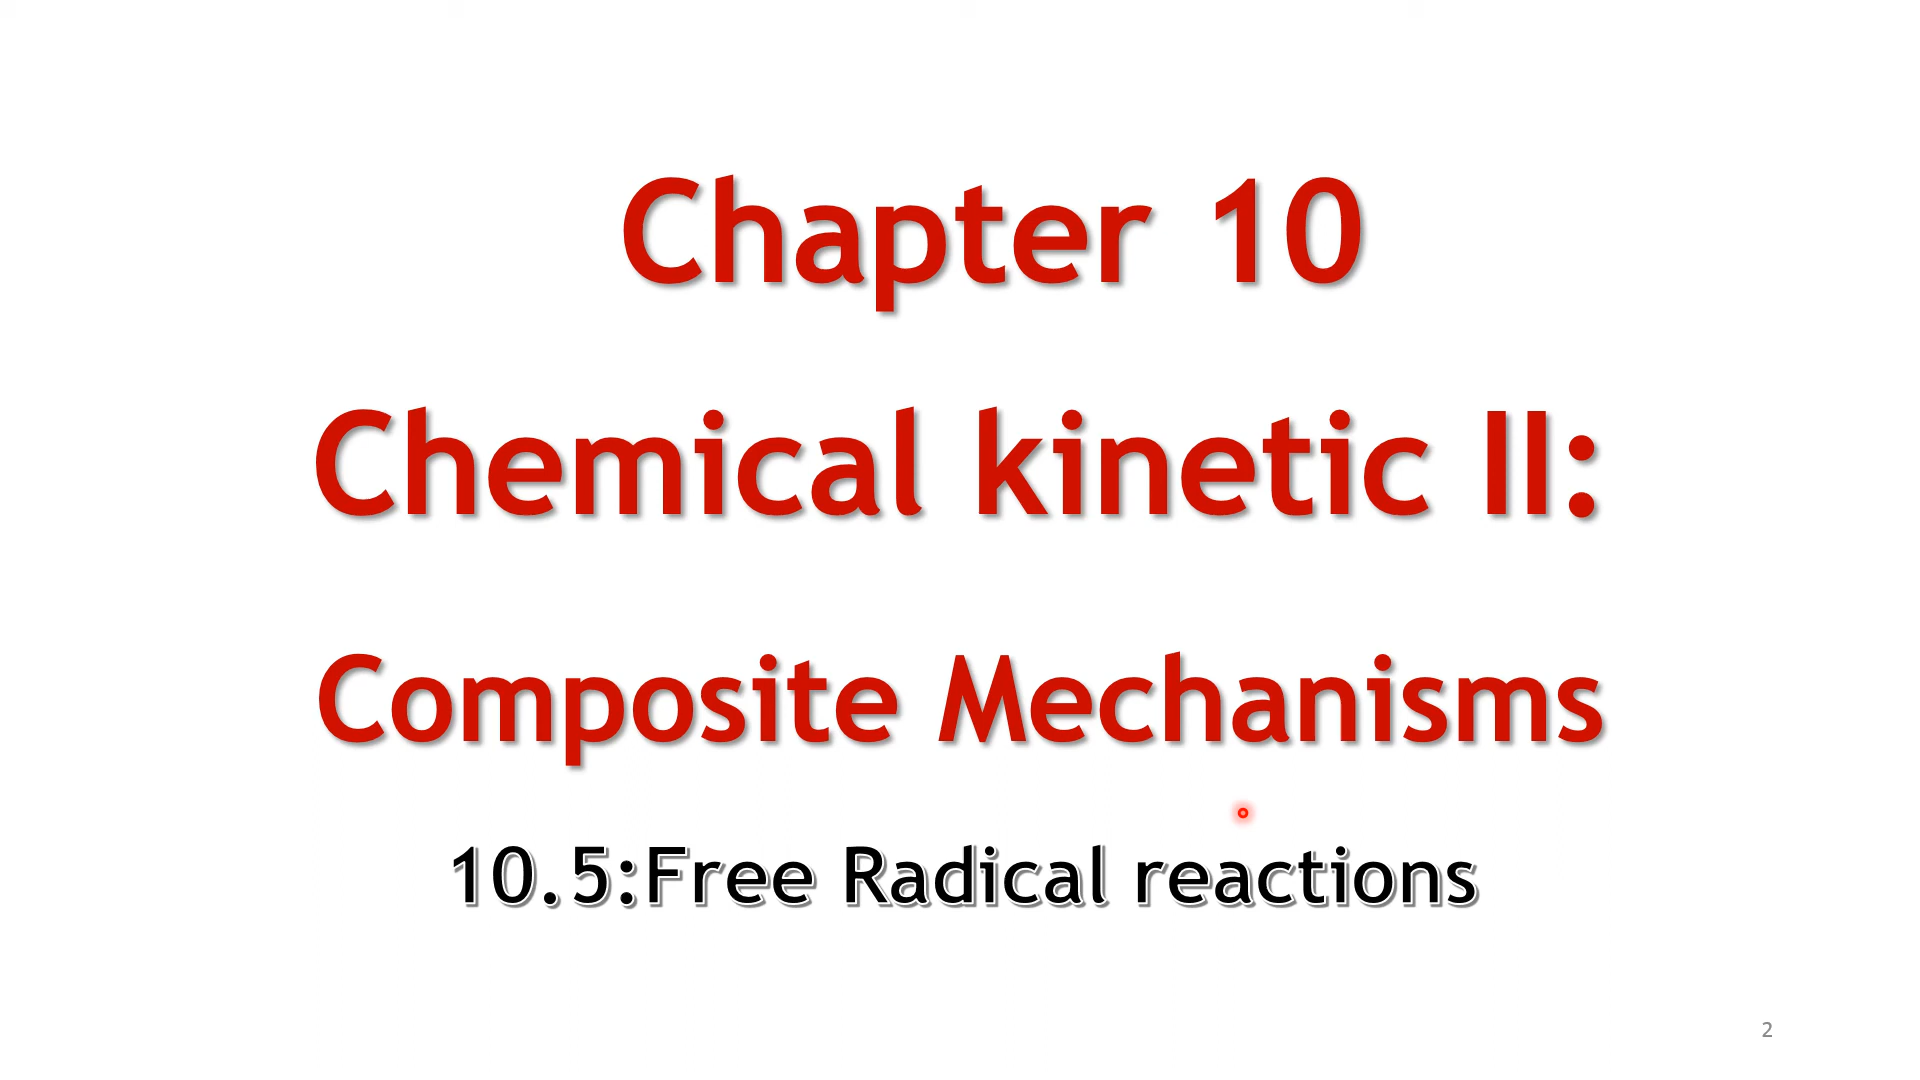 Chapter 10
Chemical kinetic II:
Composite Mechanisms
10.5:Free Radical reactions
2